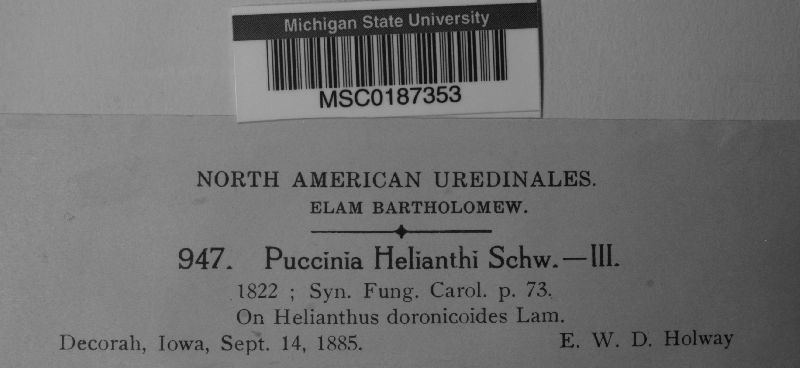 Michigan State University
MSC0187353
NORTH AMERICAN UREDINALES.
ELAM BARTHOLOMEW.
947. Puccinia Helianthi Schw.—III.
1822 ; Syn. Fung. Carol. p. 73.
On Helianthus doronicoides Lam.
Decorah, Iowa, Sept. 14, 1885. E. W. D. Holway